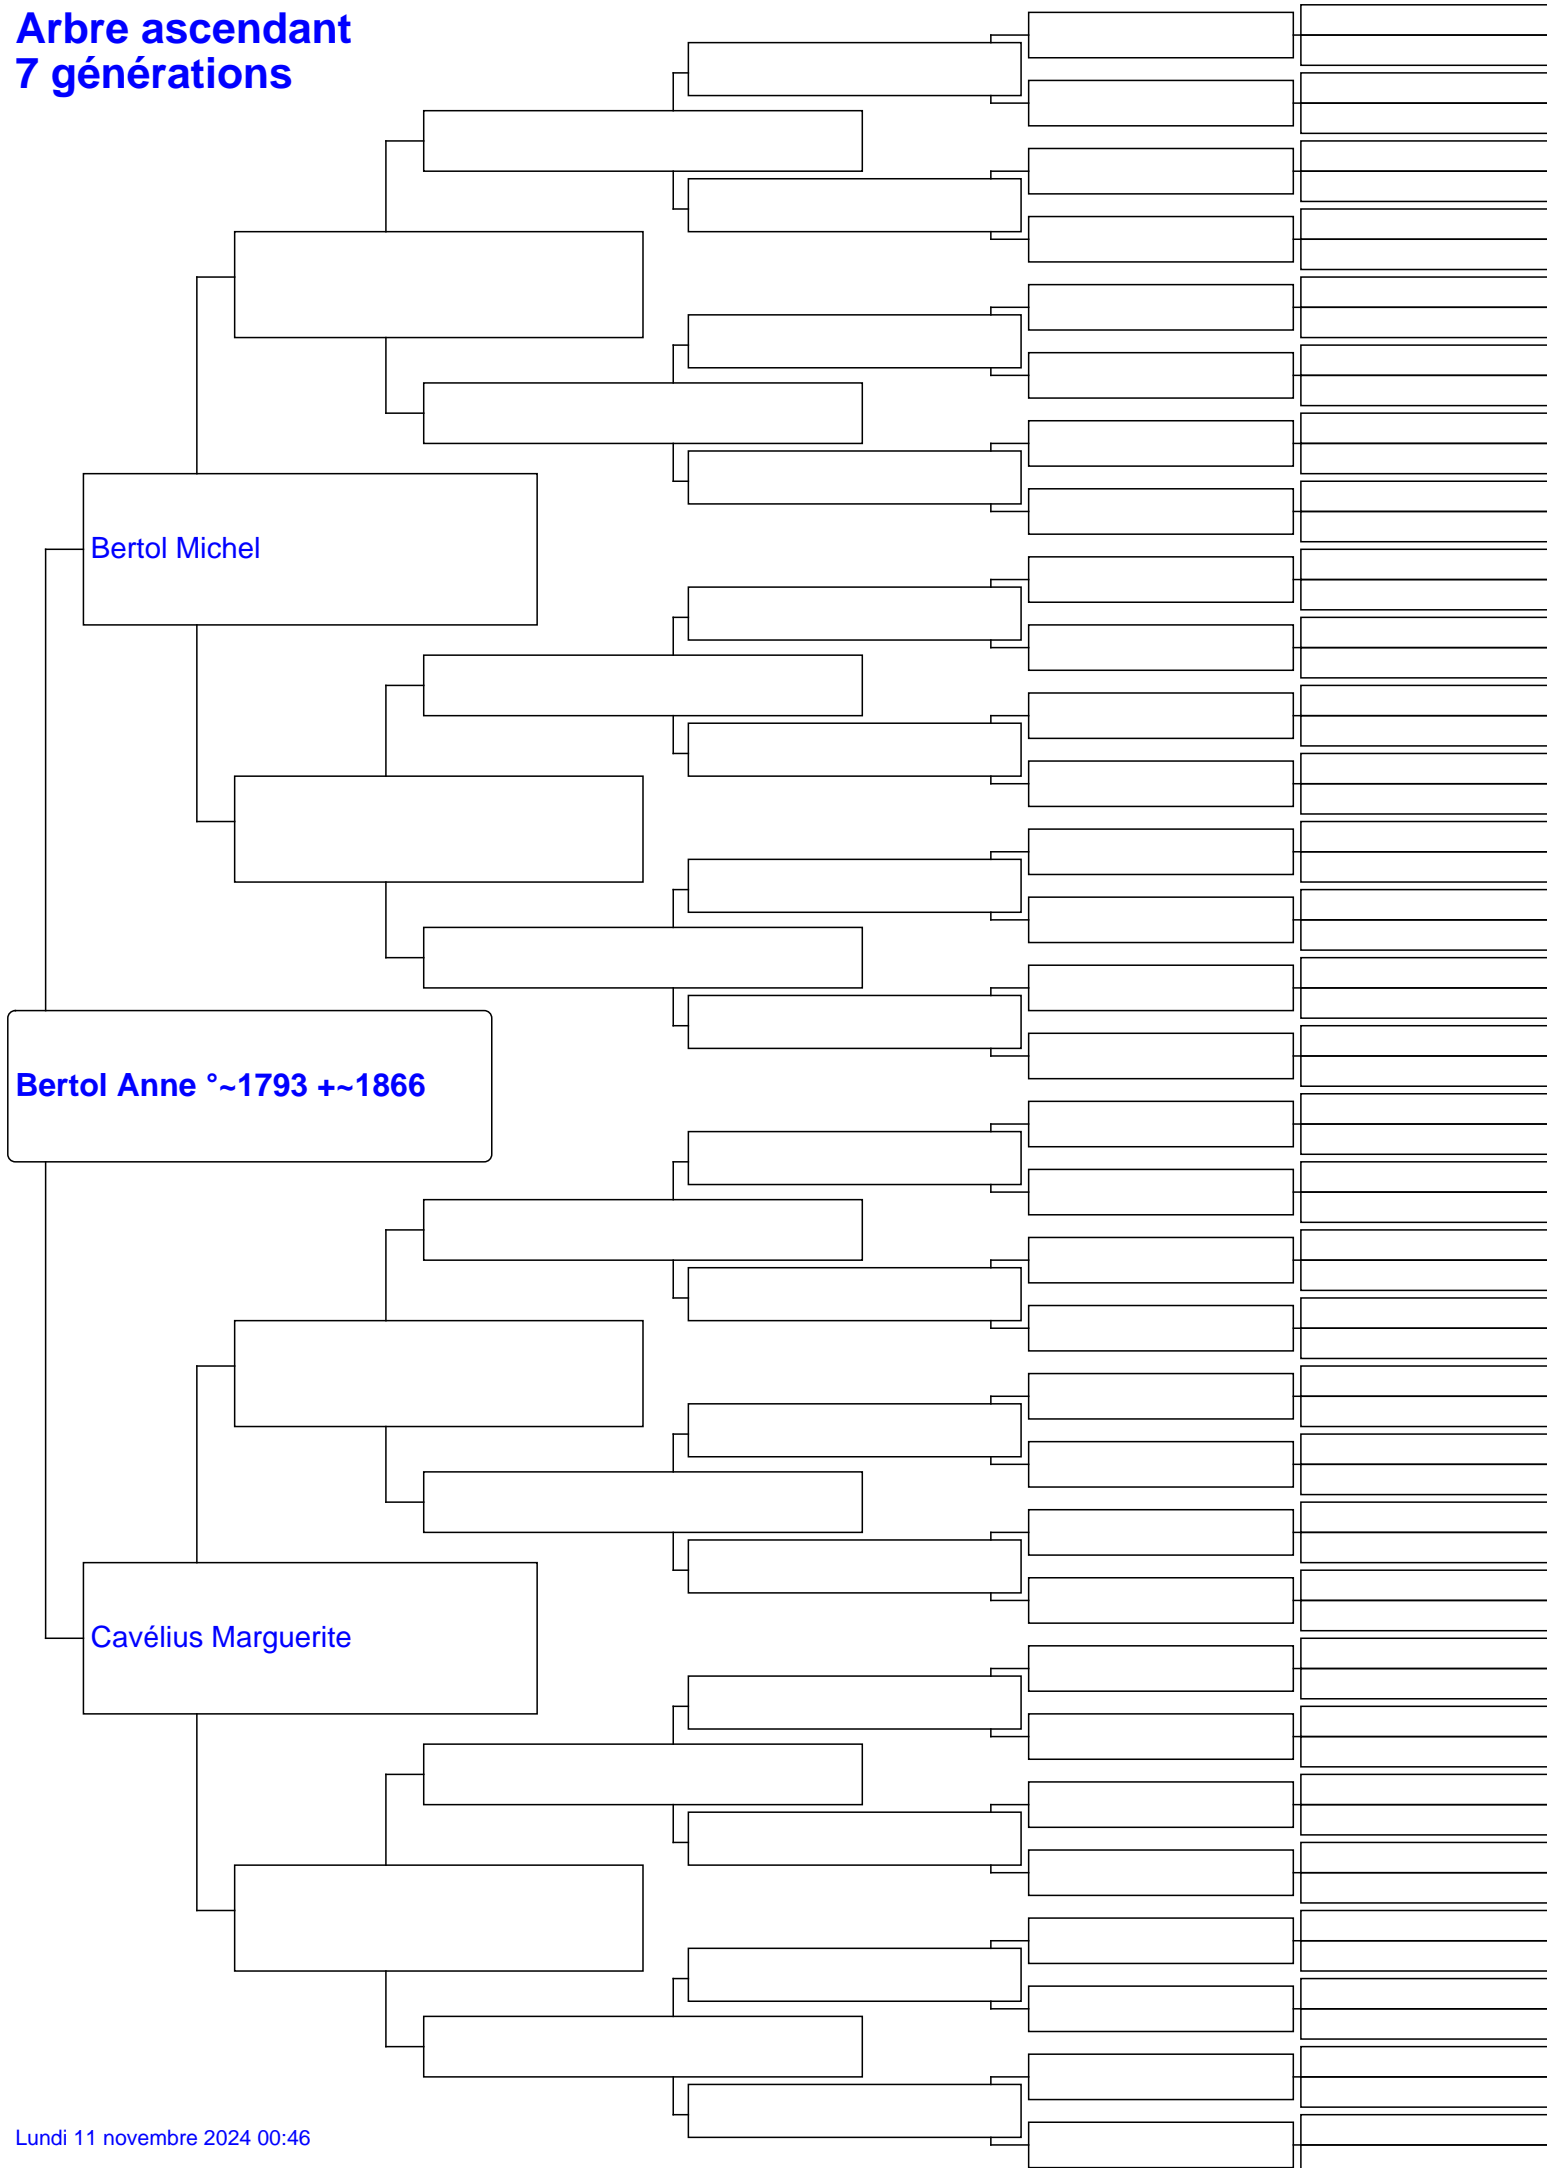 Arbre ascendant
7 générations
Bertol Michel
Bertol Anne °~1793 +~1866
Cavélius Marguerite
Lundi 11 novembre 2024 00:46